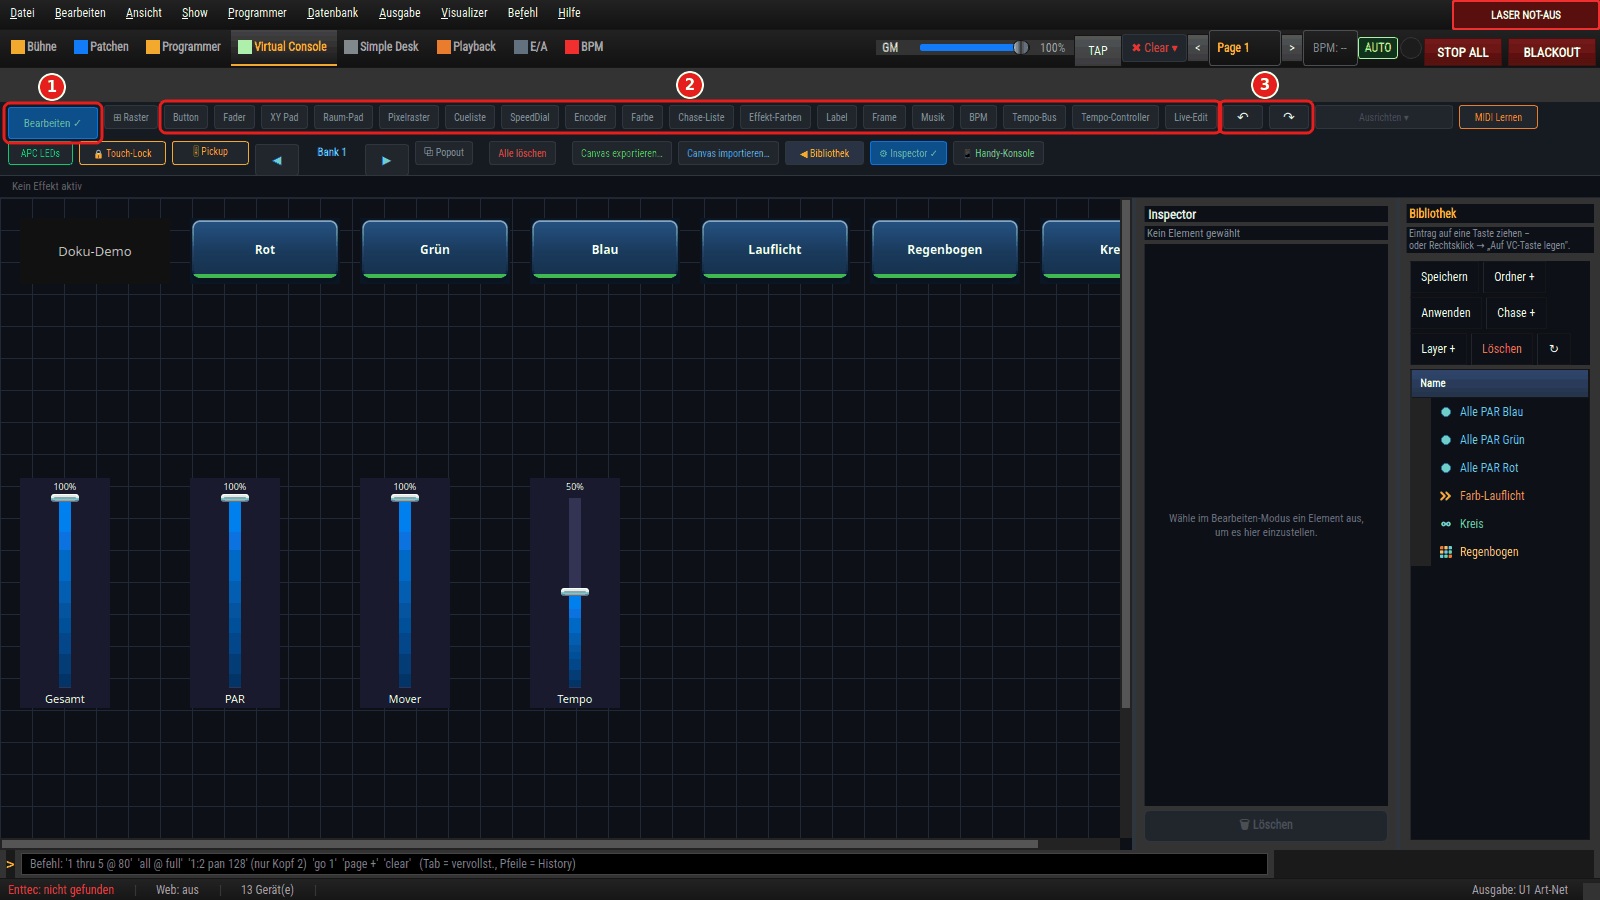 Datei Bearbeiten Ansicht Show Programmer Datenbank Ausgabe Visualizer Befehl Hilfe
LASER NOT-AUS
Bühne Patchen Programmer Virtual Console Simple Desk Playback E/A BPM
GM 100% TAP ✖ Clear ▾ < Page 1 > BPM: -- AUTO STOP ALL BLACKOUT
1 2 3
Bearbeiten ✓ ⊞ Raster Button Fader XY Pad Raum-Pad Pixelraster Cueliste SpeedDial Encoder Farbe Chase-Liste Effekt-Farben Label Frame Musik BPM Tempo-Bus Tempo-Controller Live-Edit ↶ ↷ Ausrichten ▾ MIDI Lernen
APC LEDs Touch-Lock Pickup ◀ Bank 1 ▶ Popout Alle löschen Canvas exportieren... Canvas importieren... ◀ Bibliothek ⚙ Inspector ✓ Handy-Konsole
Kein Effekt aktiv
Doku-Demo Rot Grün Blau Lauflicht Regenbogen Kre
100% 100% 100% 50%
Gesamt PAR Mover Tempo
Inspector
Kein Element gewählt
Wähle im Bearbeiten-Modus ein Element aus,
um es hier einzustellen.
Löschen
Bibliothek
Eintrag auf eine Taste ziehen –
oder Rechtsklick → „Auf VC-Taste legen".
Speichern Ordner +
Anwenden Chase +
Layer + Löschen ↻
Name
Alle PAR Blau
Alle PAR Grün
Alle PAR Rot
Farb-Lauflicht
Kreis
Regenbogen
> Befehl: '1 thru 5 @ 80' 'all @ full' '1:2 pan 128' (nur Kopf 2) 'go 1' 'page +' 'clear' (Tab = vervollst., Pfeile = History)
Enttec: nicht gefunden Web: aus 13 Gerät(e) Ausgabe: U1 Art-Net